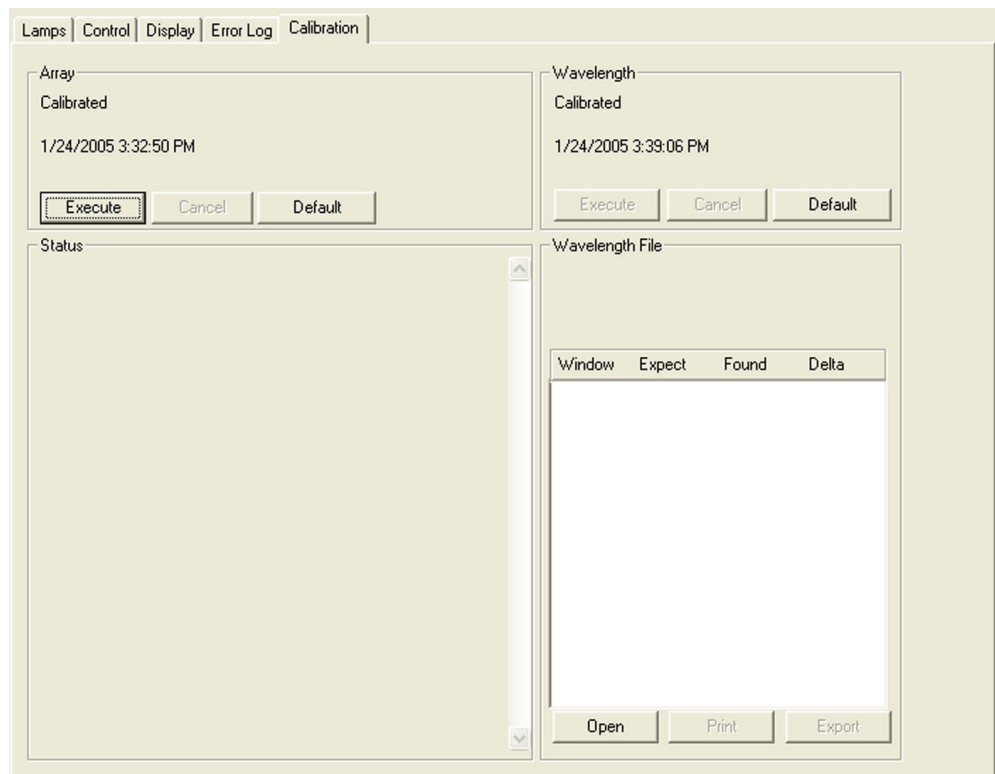 Lamps Control Display Error Log Calibration
Array
Calibrated
1/24/2005 3:32:50 PM
Execute Cancel Default
Wavelength
Calibrated
1/24/2005 3:39:06 PM
Execute Cancel Default
Status
Wavelength File
Window Expect Found Delta
Open Print Export